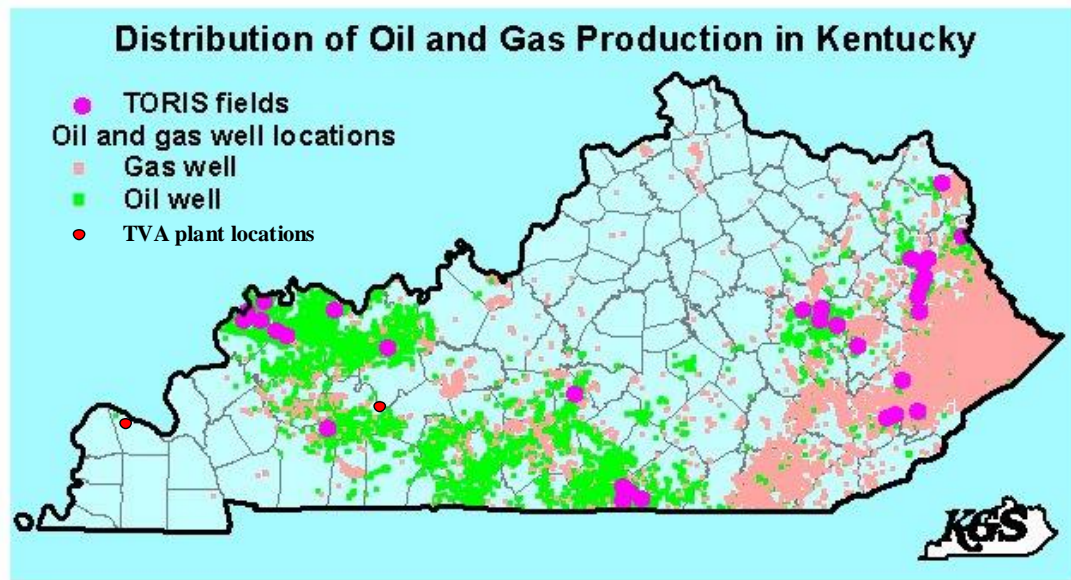 Distribution of Oil and Gas Production in Kentucky
TORIS fields
Oil and gas well locations
Gas well
Oil well
TVA plant locations
KGS